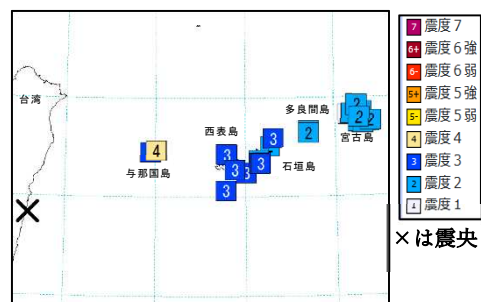 台湾
与那国島
西表島
石垣島
多良間島
宮古島
4
3
3
3
3
3
3
2
2
2
2
7 震度7
6+ 震度6強
6- 震度6弱
5+ 震度5強
5- 震度5弱
4 震度4
3 震度3
2 震度2
1 震度1
×は震央